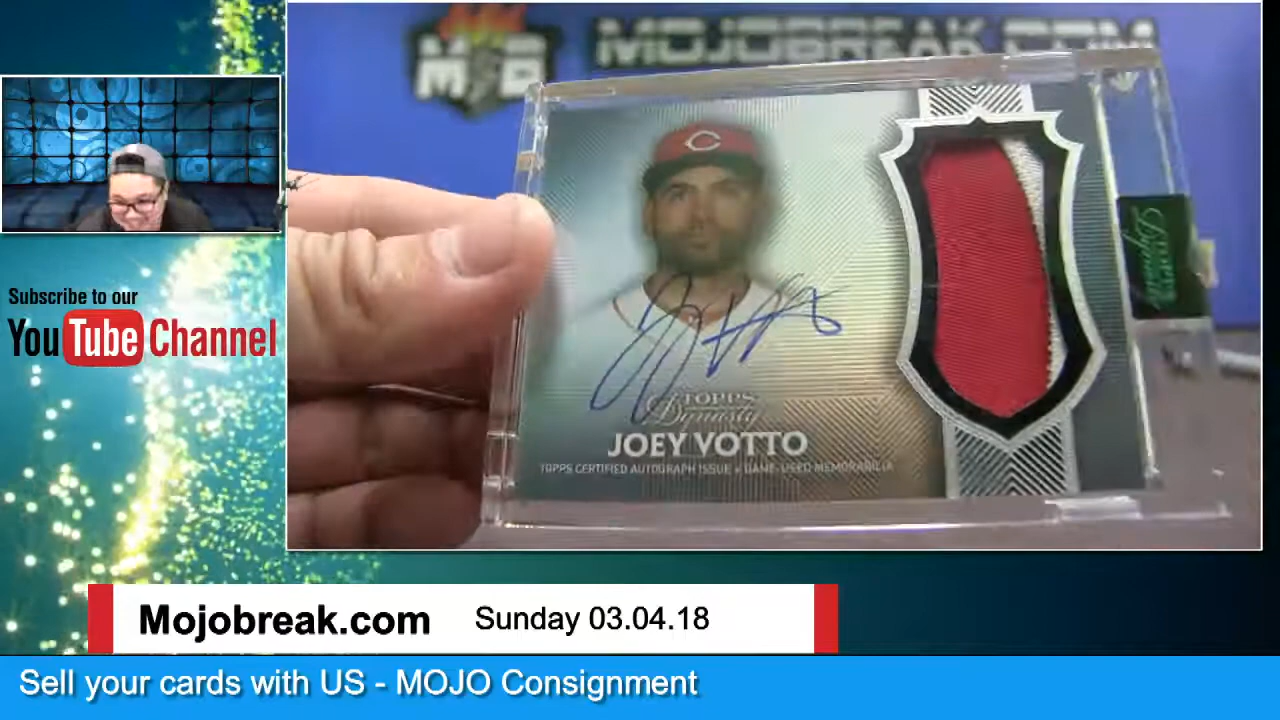 MOJOBREAK.COM
M B
C
Subscribe to our
YouTube Channel
TOPPS
Dynasty
JOEY VOTTO
TOPPS CERTIFIED AUTOGRAPH ISSUE • GAME-USED MEMORABILIA
Mojobreak.com
Sunday 03.04.18
Sell your cards with US - MOJO Consignment